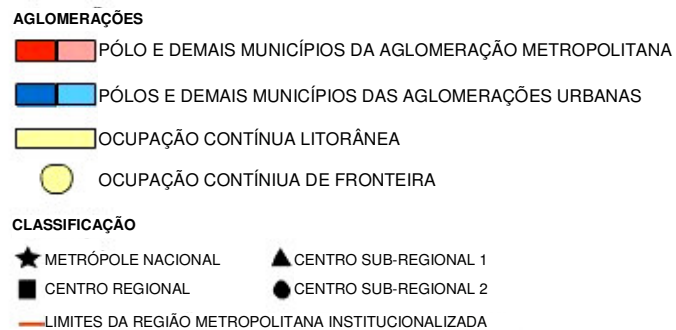 AGLOMERAÇÕES
PÓLO E DEMAIS MUNICÍPIOS DA AGLOMERAÇÃO METROPOLITANA
PÓLOS E DEMAIS MUNICÍPIOS DAS AGLOMERAÇÕES URBANAS
OCUPAÇÃO CONTÍNUA LITORÂNEA
OCUPAÇÃO CONTÍNIUA DE FRONTEIRA
CLASSIFICAÇÃO
METRÓPOLE NACIONAL CENTRO SUB-REGIONAL 1
CENTRO REGIONAL CENTRO SUB-REGIONAL 2
LIMITES DA REGIÃO METROPOLITANA INSTITUCIONALIZADA